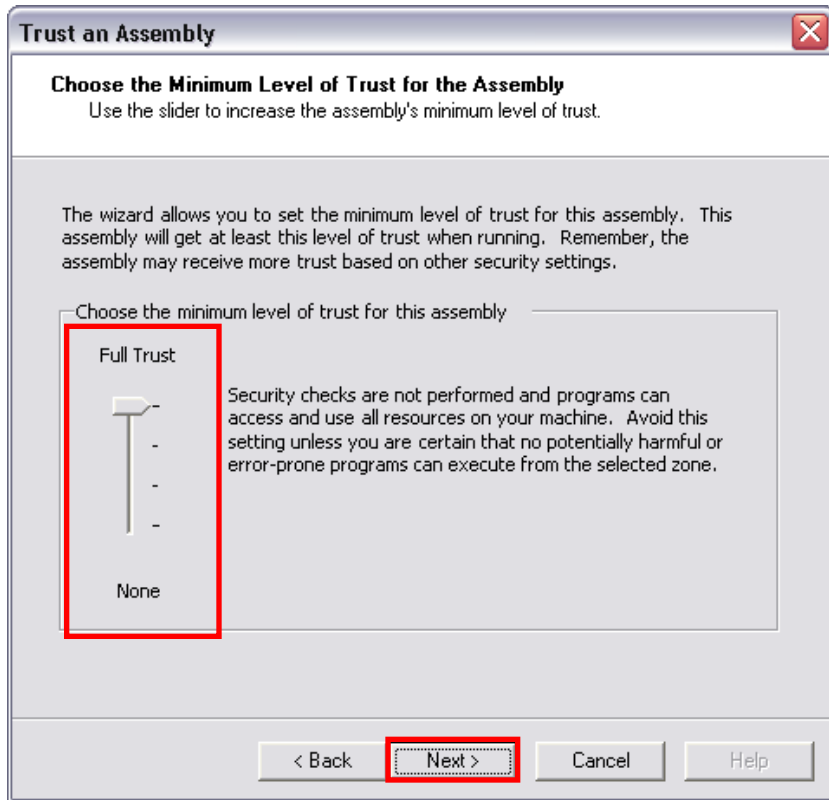 Trust an Assembly
Choose the Minimum Level of Trust for the Assembly
Use the slider to increase the assembly's minimum level of trust.
The wizard allows you to set the minimum level of trust for this assembly.  This
assembly will get at least this level of trust when running.  Remember, the
assembly may receive more trust based on other security settings.
Choose the minimum level of trust for this assembly
Full Trust
Security checks are not performed and programs can
access and use all resources on your machine.  Avoid this
setting unless you are certain that no potentially harmful or
error-prone programs can execute from the selected zone.
None
< Back
Next >
Cancel
Help